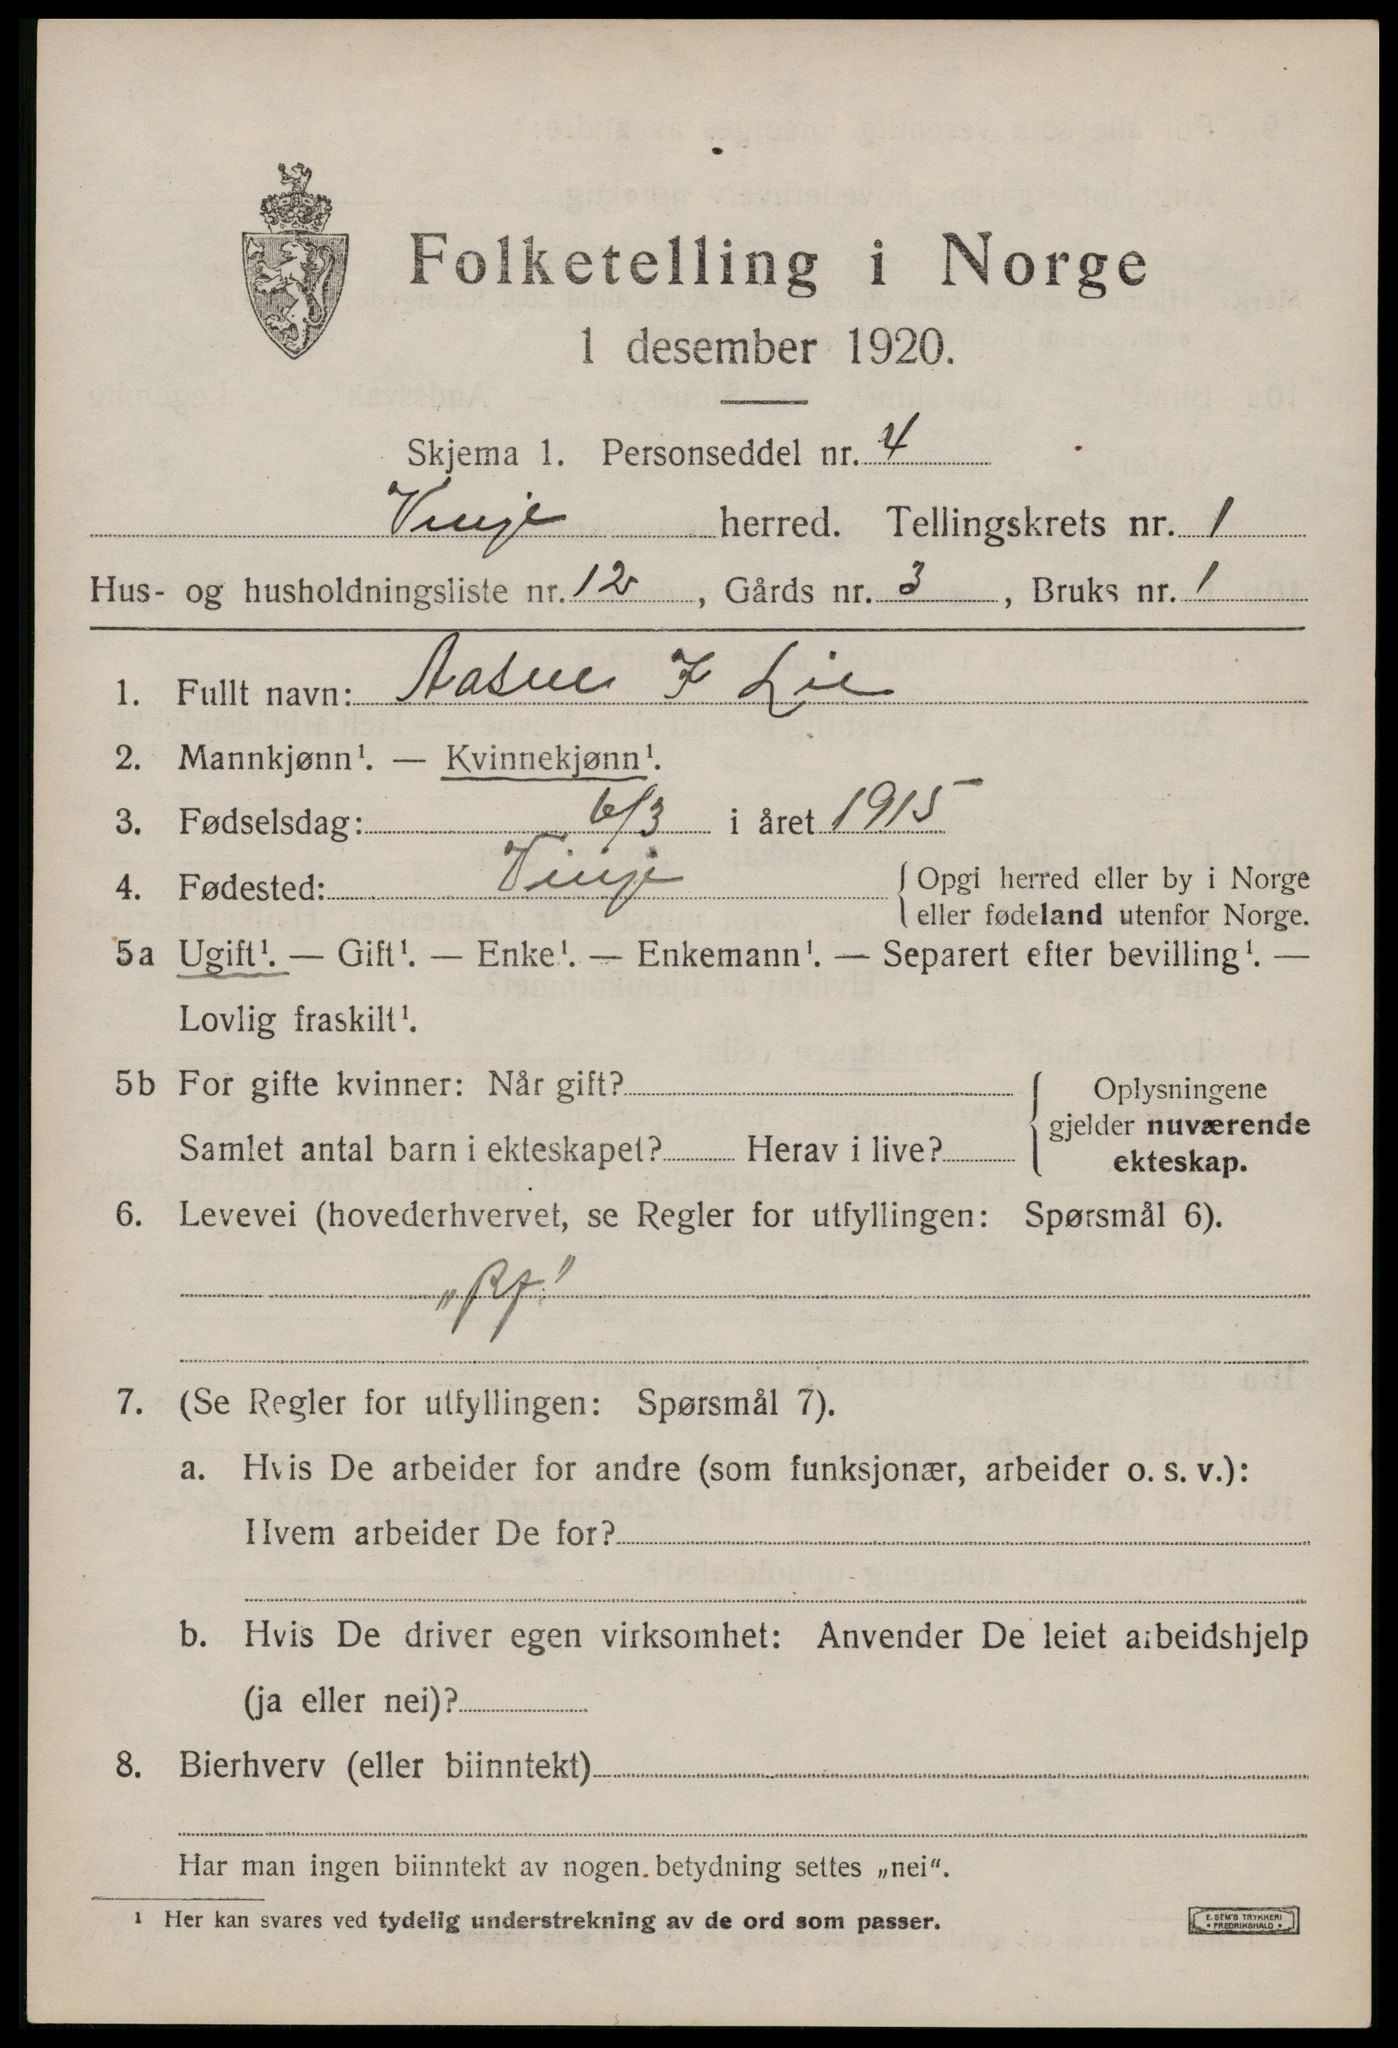 Folketelling i Norge
1 desember 1920.
Skjema 1. Personseddel nr. 4
Vinje herred. Tellingskrets nr. 1
Hus- og husholdningsliste nr. 12, Gårds nr. 3, Bruks nr. 1
1. Fullt navn: Aasne F Lie
2. Mannkjønn¹. — Kvinnekjønn¹.
3. Fødselsdag: 6/3 i året 1915
4. Fødested: Vinje { Opgi herred eller by i Norge
eller fødeland utenfor Norge.
5a Ugift¹. — Gift¹. — Enke¹. — Enkemann¹. — Separert efter bevilling¹. —
Lovlig fraskilt¹.
5b For gifte kvinner: Når gift? { Oplysningene
gjelder nuværende
Samlet antal barn i ekteskapet? Herav i live?
ekteskap.
6. Levevei (hovederhvervet, se Regler for utfyllingen: Spørsmål 6).
7. (Se Regler for utfyllingen: Spørsmål 7).
a. Hvis De arbeider for andre (som funksjonær, arbeider o. s. v.):
Hvem arbeider De for?
b. Hvis De driver egen virksomhet: Anvender De leiet arbeidshjelp
(ja eller nei)?
8. Bierhverv (eller biinntekt)
Har man ingen biinntekt av nogen betydning settes „nei“.
¹ Her kan svares ved tydelig understrekning av de ord som passer.
E. SEM'S TRYKKERI
• FREDRIKSHALD •